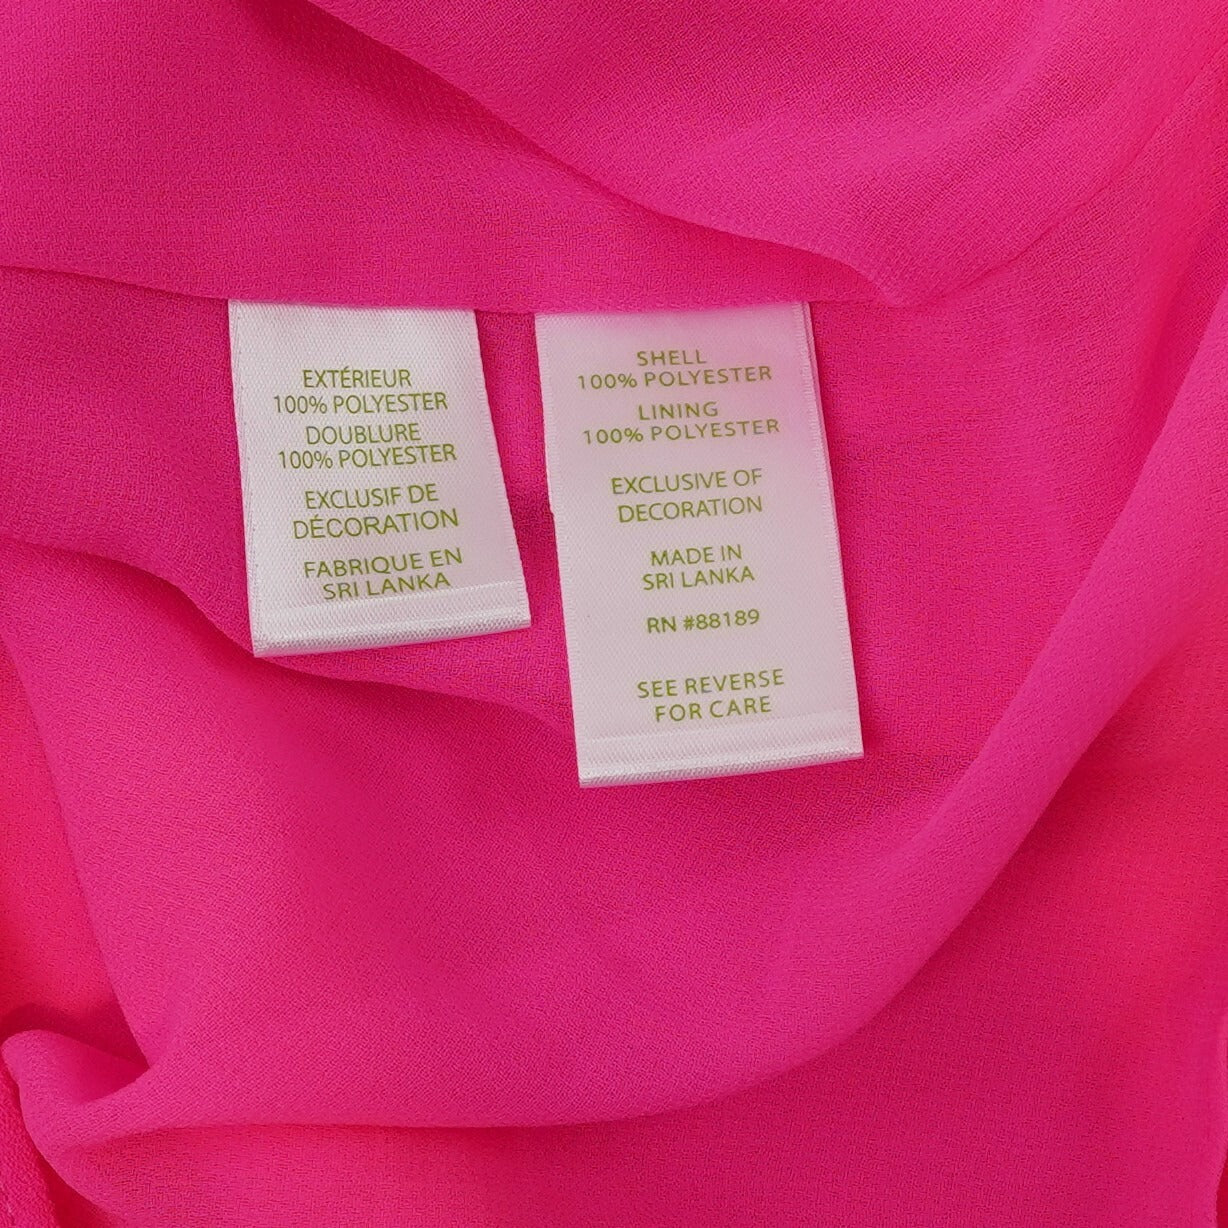 EXTÉRIEUR
100% POLYESTER
DOUBLURE
100% POLYESTER
EXCLUSIF DE
DÉCORATION
FABRIQUE EN
SRI LANKA
SHELL
100% POLYESTER
LINING
100% POLYESTER
EXCLUSIVE OF
DECORATION
MADE IN
SRI LANKA
RN #88189
SEE REVERSE
FOR CARE